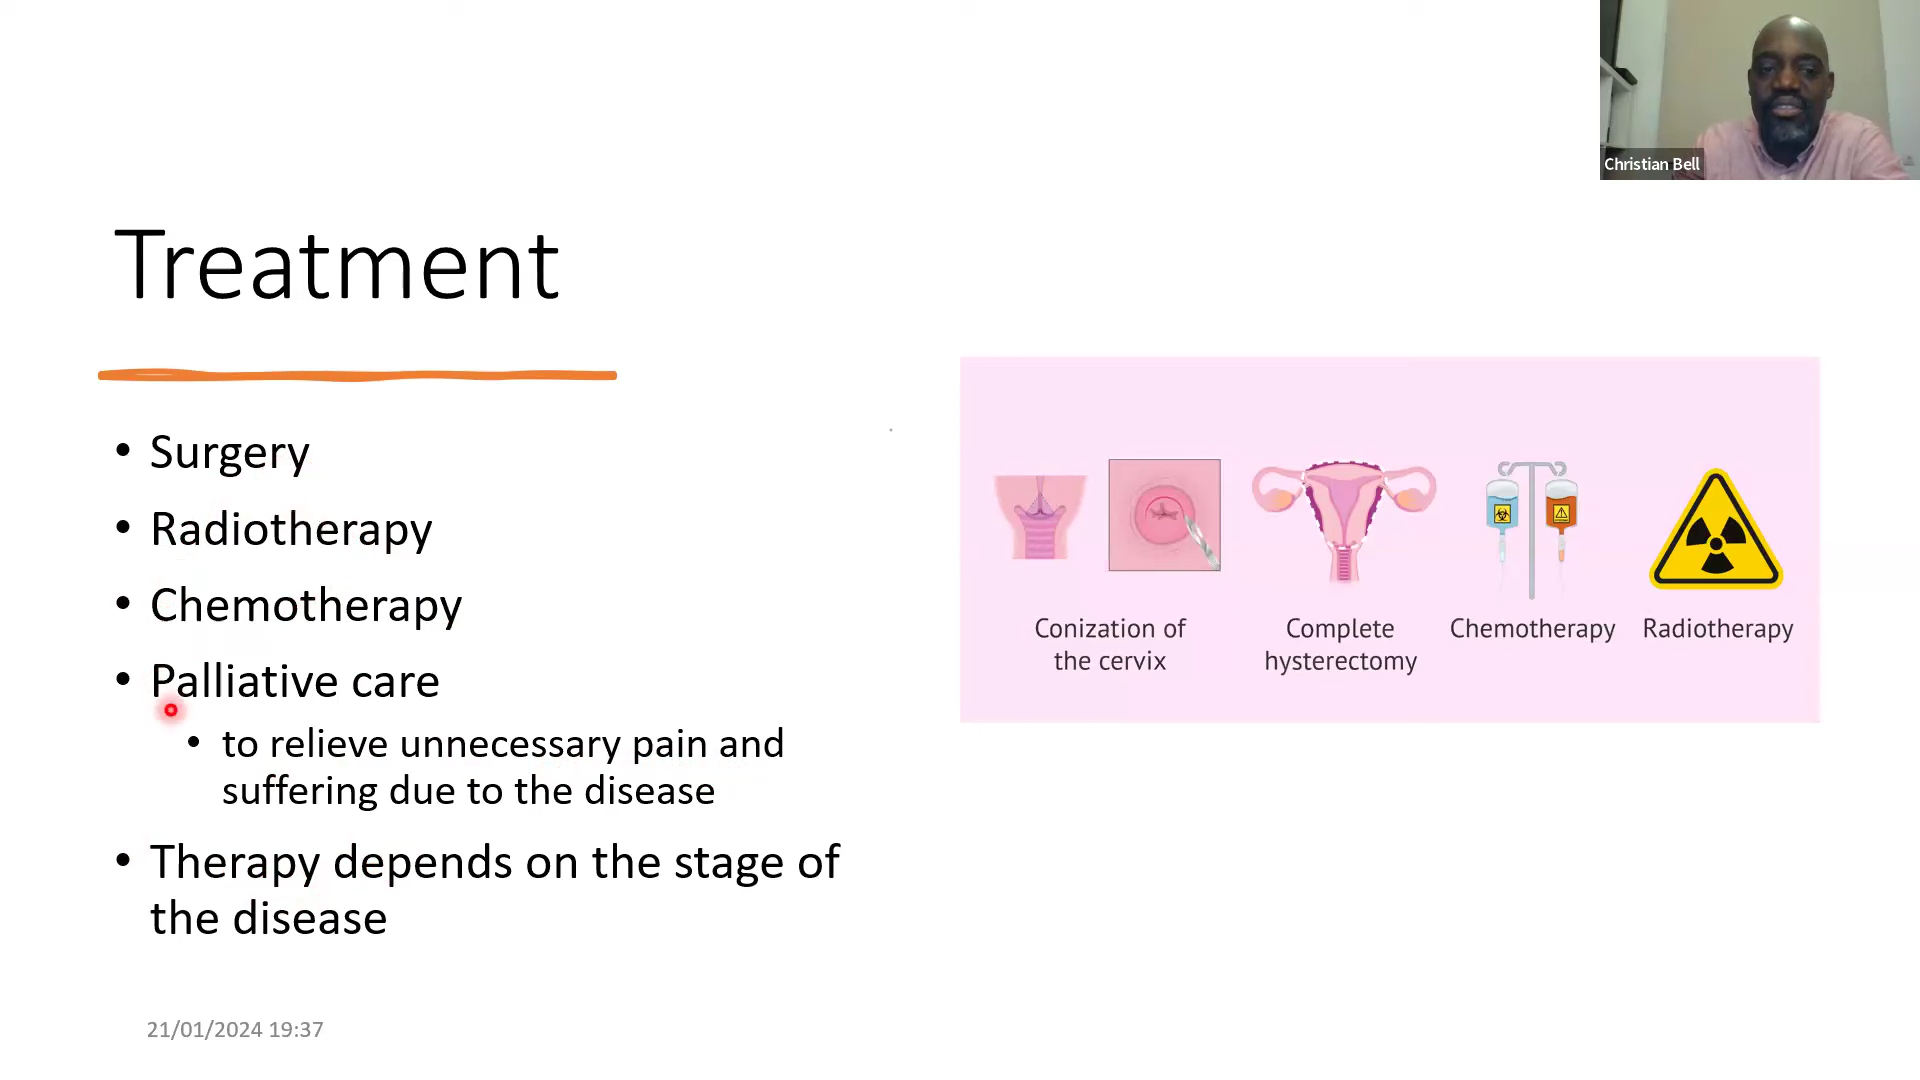 Christian Bell
Treatment
• Surgery
• Radiotherapy
• Chemotherapy
• Palliative care
• to relieve unnecessary pain and
suffering due to the disease
• Therapy depends on the stage of
the disease
Conization of
the cervix
Complete
hysterectomy
Chemotherapy
Radiotherapy
21/01/2024 19:37